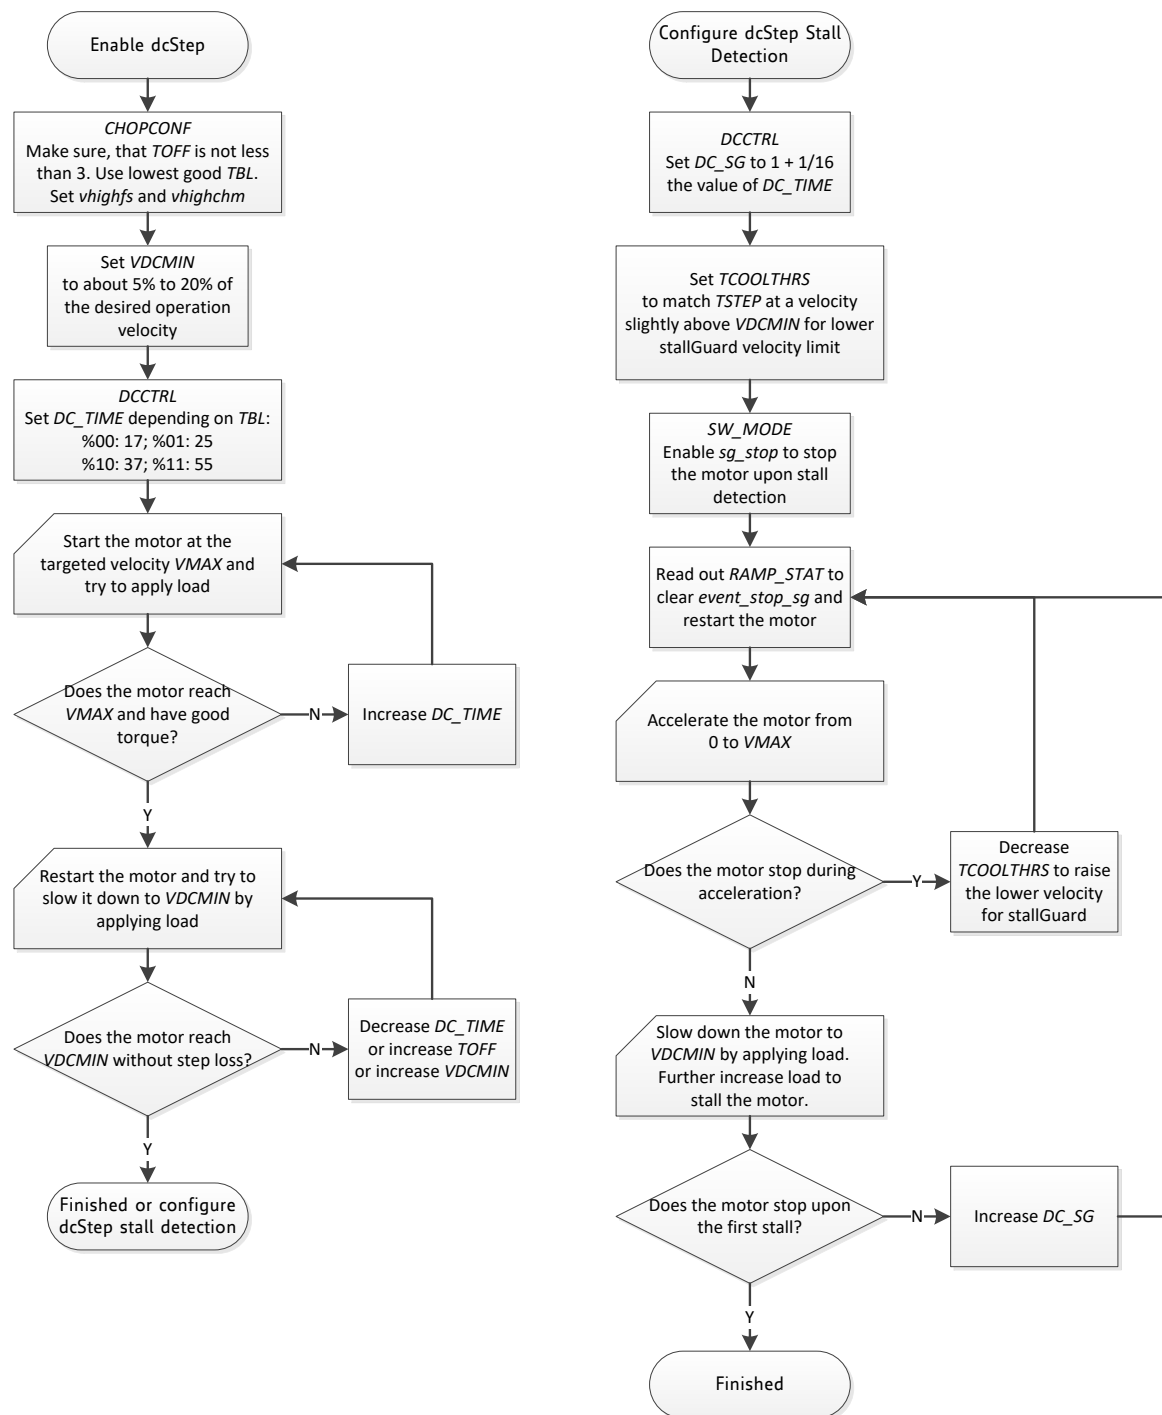 Enable dcStep
CHOPCONF
Make sure, that TOFF is not less
than 3. Use lowest good TBL.
Set vhighfs and vhighchm
Set VDCMIN
to about 5% to 20% of
the desired operation
velocity
DCCTRL
Set DC_TIME depending on TBL:
%00: 17; %01: 25
%10: 37; %11: 55
Start the motor at the
targeted velocity VMAX and
try to apply load
Does the motor reach
VMAX and have good
torque?
N
Increase DC_TIME
Y
Restart the motor and try to
slow it down to VDCMIN by
applying load
Does the motor reach
VDCMIN without step loss?
N
Decrease DC_TIME
or increase TOFF
or increase VDCMIN
Y
Finished or configure
dcStep stall detection
Configure dcStep Stall
Detection
DCCTRL
Set DC_SG to 1 + 1/16
the value of DC_TIME
Set TCOOLTHRS
to match TSTEP at a velocity
slightly above VDCMIN for lower
stallGuard velocity limit
SW_MODE
Enable sg_stop to stop
the motor upon stall
detection
Read out RAMP_STAT to
clear event_stop_sg and
restart the motor
Accelerate the motor from
0 to VMAX
Does the motor stop during
acceleration?
Y
Decrease
TCOOLTHRS to raise
the lower velocity
for stallGuard
N
Slow down the motor to
VDCMIN by applying load.
Further increase load to
stall the motor.
Does the motor stop upon
the first stall?
N
Increase DC_SG
Y
Finished